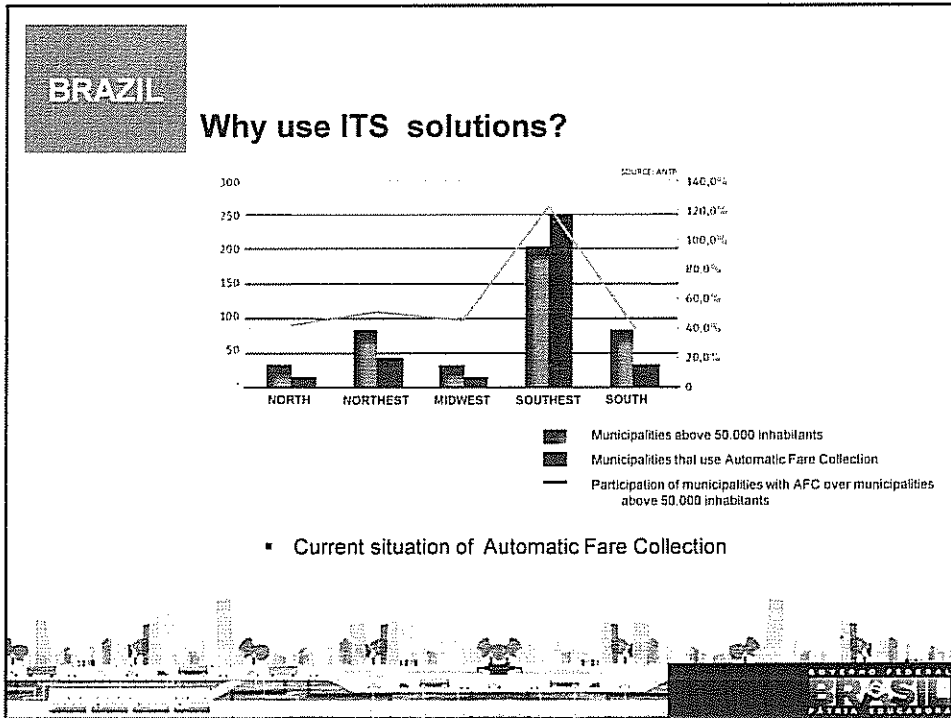 BRAZIL
Why use ITS  solutions?
SOURCE: ANTP
300
250
200
150
100
50
-
140,0%
120,0%
100,0%
80,0%
60,0%
40,0%
20,0%
0
NORTH
NORTHEST
MIDWEST
SOUTHEST
SOUTH
Municipalities above 50.000 inhabitants
Municipalities that use Automatic Fare Collection
Participation of municipalities with AFC over municipalities
above 50.000 inhabitants
▪ Current situation of  Automatic Fare Collection
BRASIL